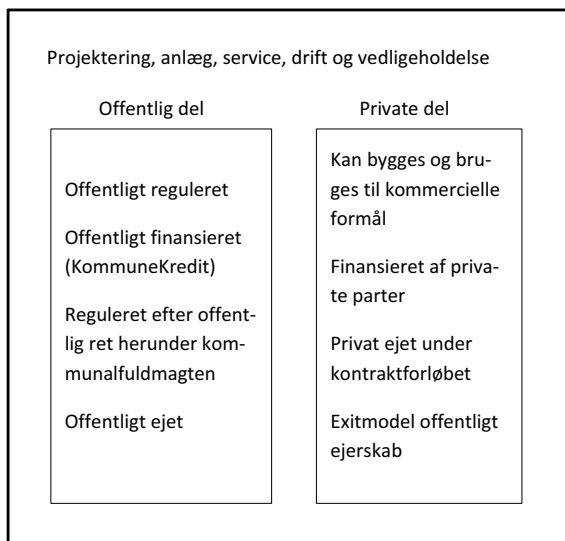 Projektering, anlæg, service, drift og vedligeholdelse
Offentlig del
Offentligt reguleret
Offentligt finansieret
(KommuneKredit)
Reguleret efter offent-
lig ret herunder kom-
munalfuldmagten
Offentligt ejet
Private del
Kan bygges og bru-
ges til kommercielle
formål
Finansieret af priva-
te parter
Privat ejet under
kontraktforløbet
Exitmodel offentligt
ejerskab